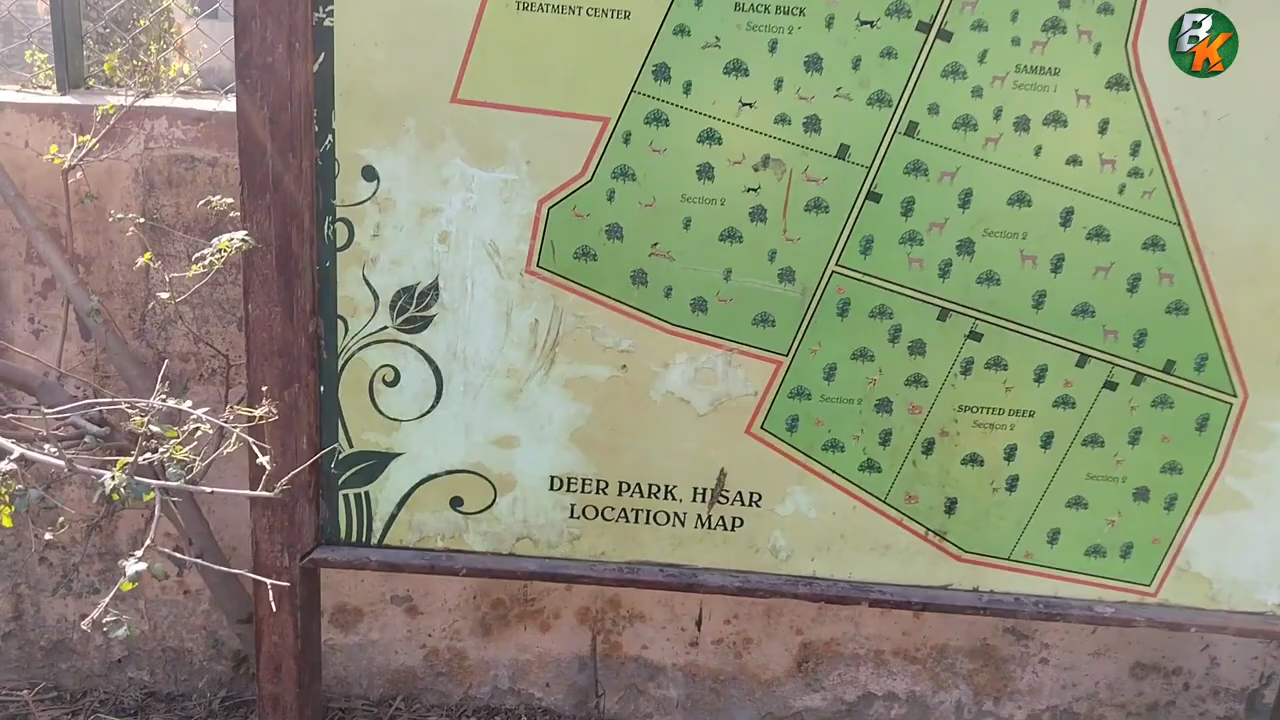 TREATMENT CENTER
BLACK BUCK
Section 2
SAMBAR
Section 1
Section 2
Section 2
Section 2
SPOTTED DEER
Section 2
Section 2
DEER PARK, HISAR
LOCATION MAP
BK